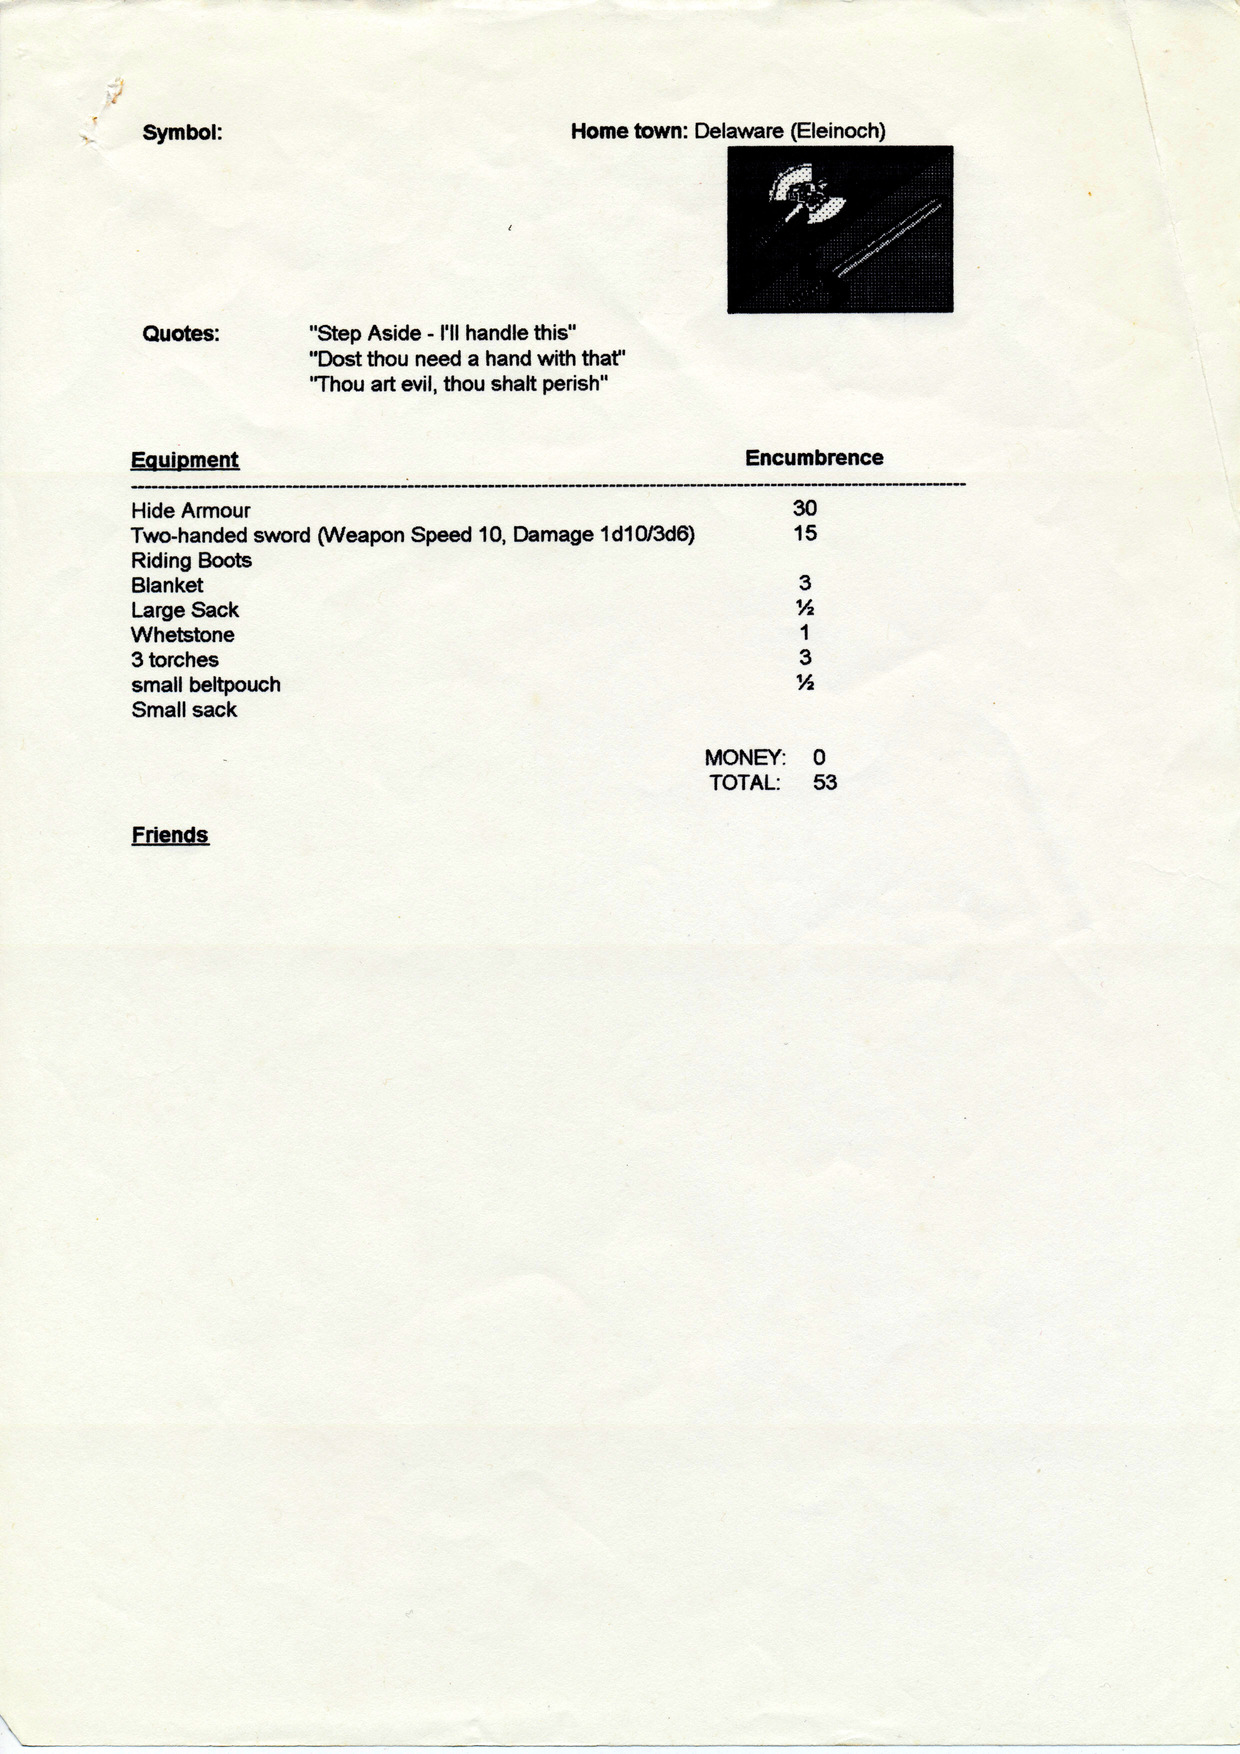 Symbol: Home town: Delaware (Eleinoch)
Quotes: "Step Aside - I'll handle this"
"Dost thou need a hand with that"
"Thou art evil, thou shalt perish"
Equipment Encumbrence
Hide Armour 30
Two-handed sword (Weapon Speed 10, Damage 1d10/3d6) 15
Riding Boots
Blanket 3
Large Sack ½
Whetstone 1
3 torches 3
small beltpouch ½
Small sack
MONEY: 0
TOTAL: 53
Friends